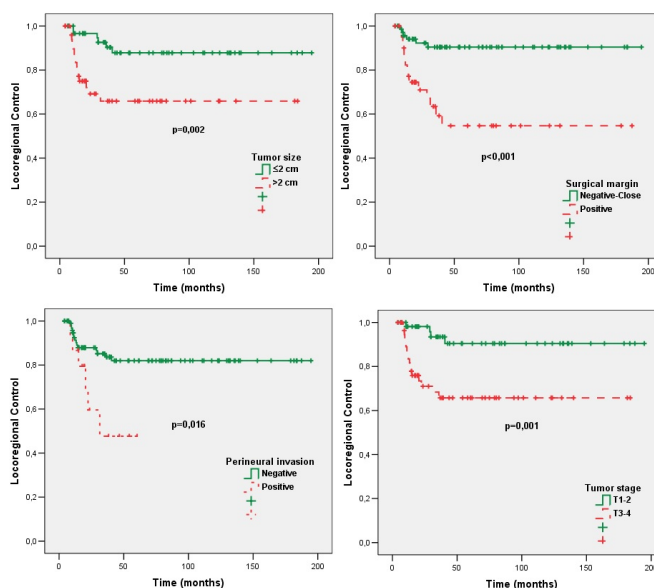 Locoregional Control
1,0
0,8
0,6
0,4
0,2
0,0
p=0,002
Tumor size
≤2 cm
>2 cm
0
50
100
150
200
Time (months)
Locoregional Control
1,0
0,8
0,6
0,4
0,2
0,0
p<0,001
Surgical margin
Negative-Close
Positive
0
50
100
150
200
Time (months)
Locoregional Control
1,0
0,8
0,6
0,4
0,2
0,0
p=0,016
Perineural invasion
Negative
Positive
0
50
100
150
200
Time (months)
Locoregional Control
1,0
0,8
0,6
0,4
0,2
0,0
p=0,001
Tumor stage
T1-2
T3-4
0
50
100
150
200
Time (months)